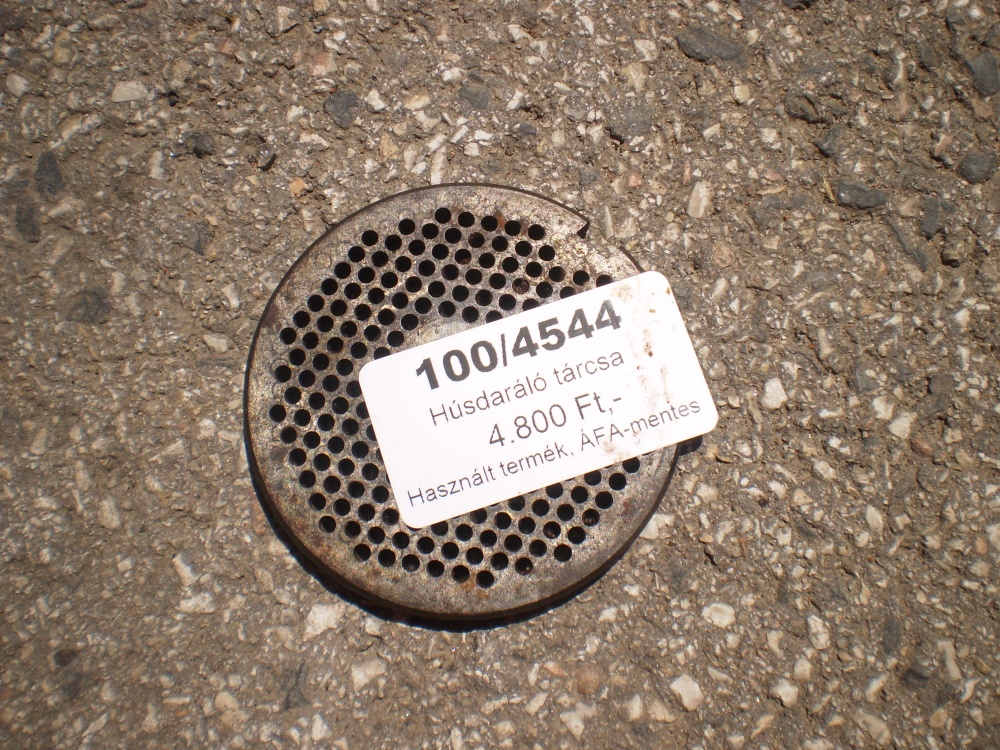 100/4544
Húsdaráló tárcsa
4.800 Ft,-
Használt termék, ÁFA-mentes